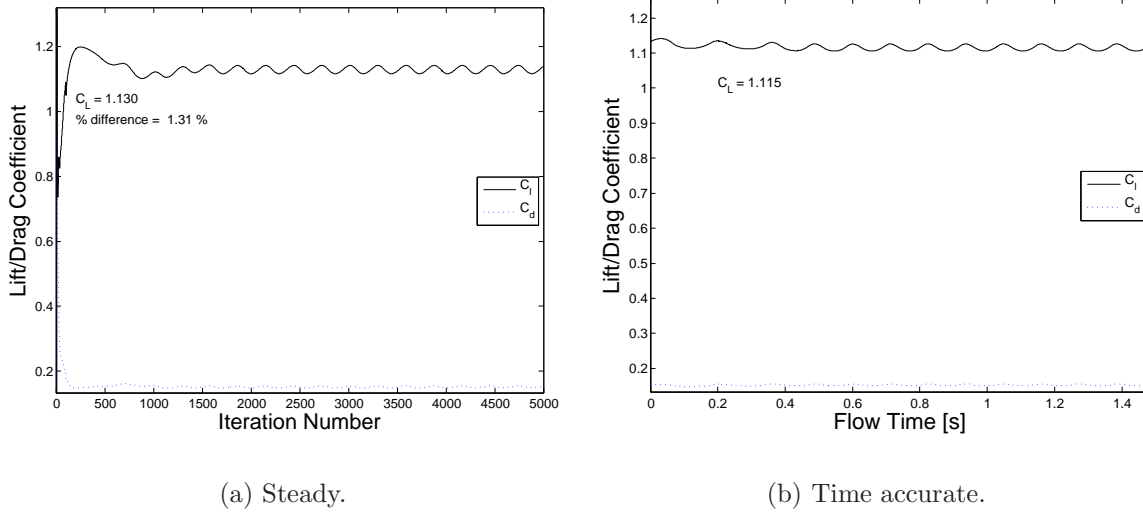 1.2
1
0.8
0.6
0.4
0.2
Lift/Drag Coefficient
C_L = 1.130
% difference = 1.31 %
C_l
C_d
0 500 1000 1500 2000 2500 3000 3500 4000 4500 5000
Iteration Number
(a) Steady.
1.2
1.1
1
0.9
0.8
0.7
0.6
0.5
0.4
0.3
0.2
Lift/Drag Coefficient
C_L = 1.115
C_l
C_d
0 0.2 0.4 0.6 0.8 1 1.2 1.4
Flow Time [s]
(b) Time accurate.